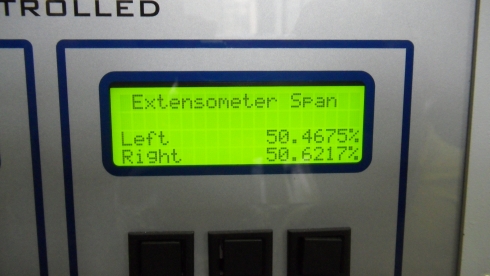 TROLLED
Extensometer Span
Left 50.4675%
Right 50.6217%